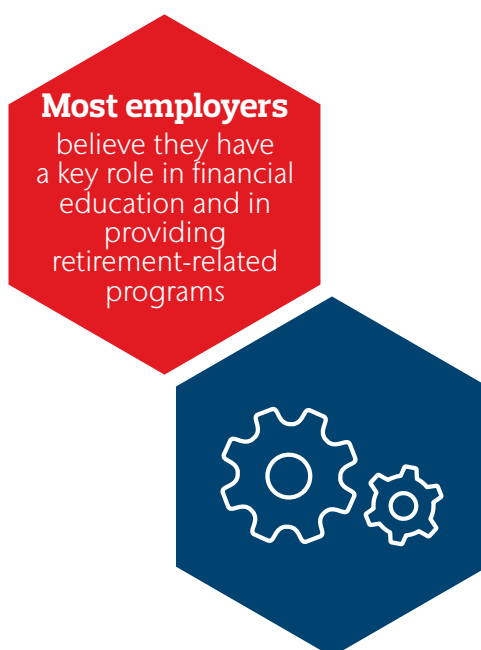 Most employers
believe they have
a key role in financial
education and in
providing
retirement-related
programs